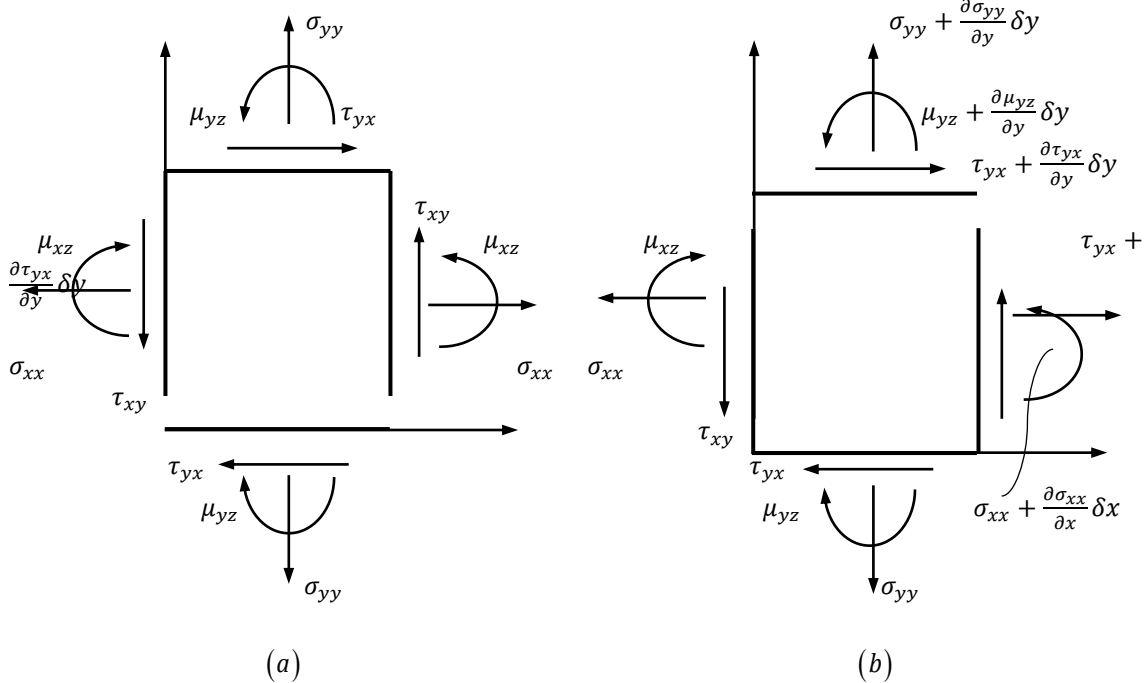 σ_yy
μ_yz
τ_yx
τ_xy
μ_xz
μ_xz
∂τ_yx/∂y δy
σ_xx
σ_xx
τ_xy
τ_yx
μ_yz
σ_yy
(a)
σ_yy + ∂σ_yy/∂y δy
μ_yz + ∂μ_yz/∂y δy
τ_yx + ∂τ_yx/∂y δy
μ_xz
τ_yx +
σ_xx
τ_xy
τ_yx
μ_yz
σ_xx + ∂σ_xx/∂x δx
σ_yy
(b)